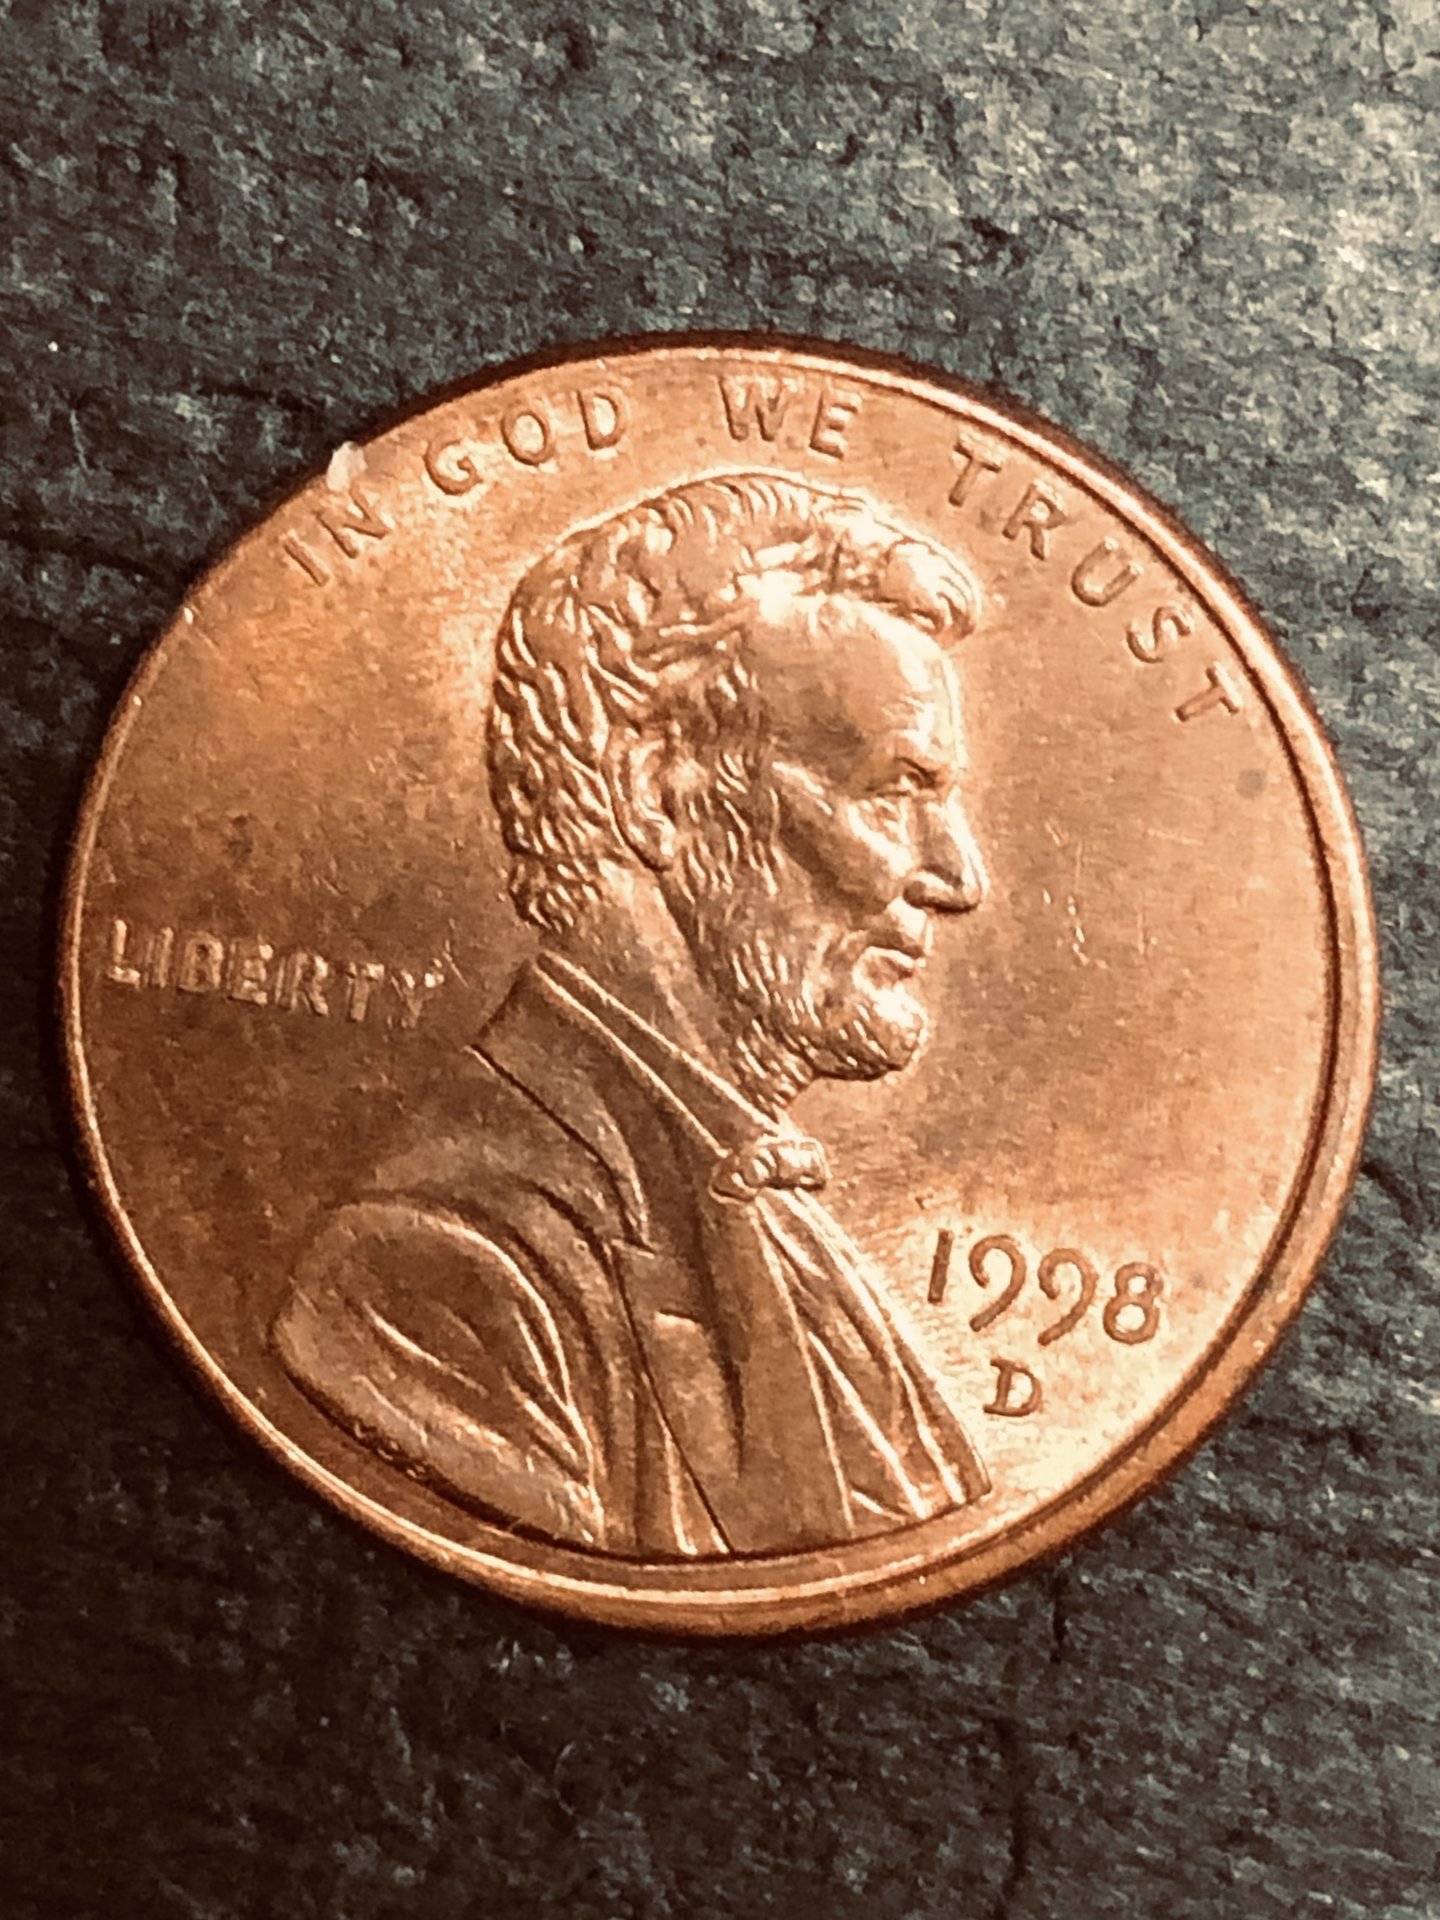 IN GOD WE TRUST
LIBERTY
1998
D